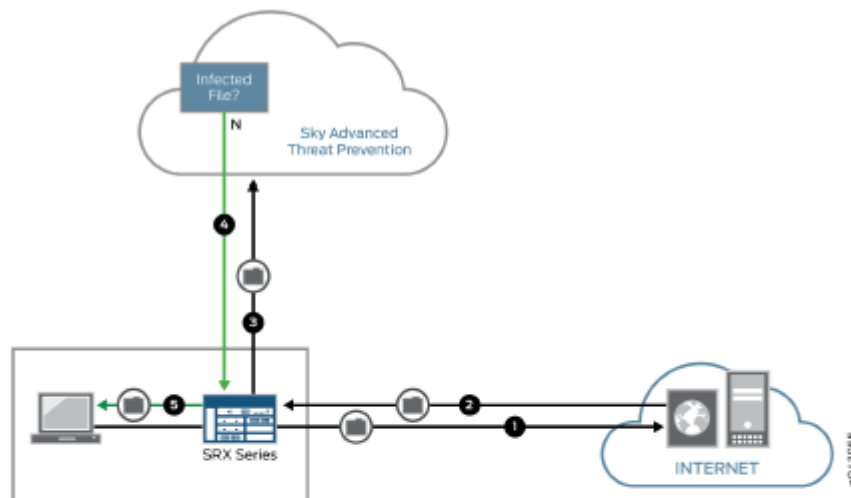 Infected
File?
N
Sky Advanced
Threat Prevention
4
3
5
2
1
SRX Series
INTERNET